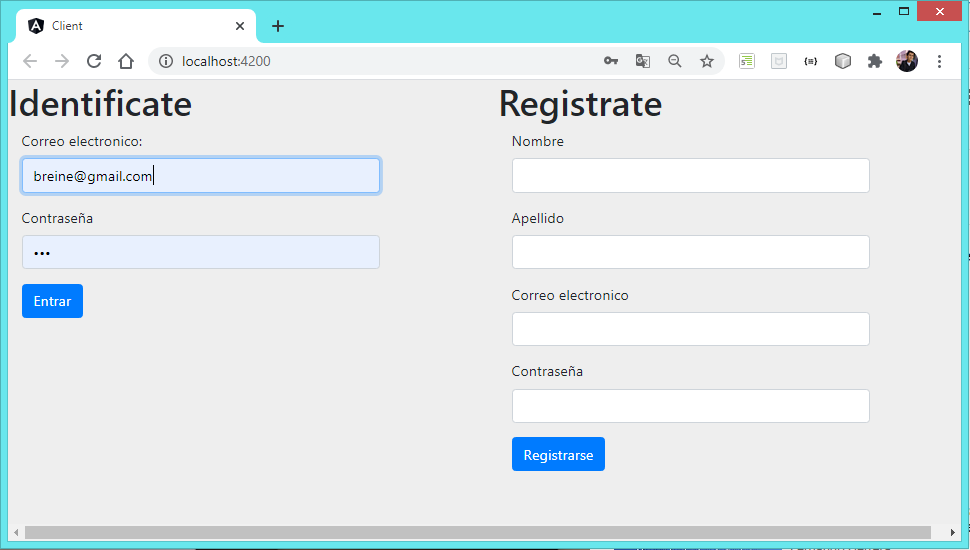 Client
localhost:4200
Identificate
Correo electronico:
breine@gmail.com
Contraseña
•••
Entrar
Registrate
Nombre
Apellido
Correo electronico
Contraseña
Registrarse